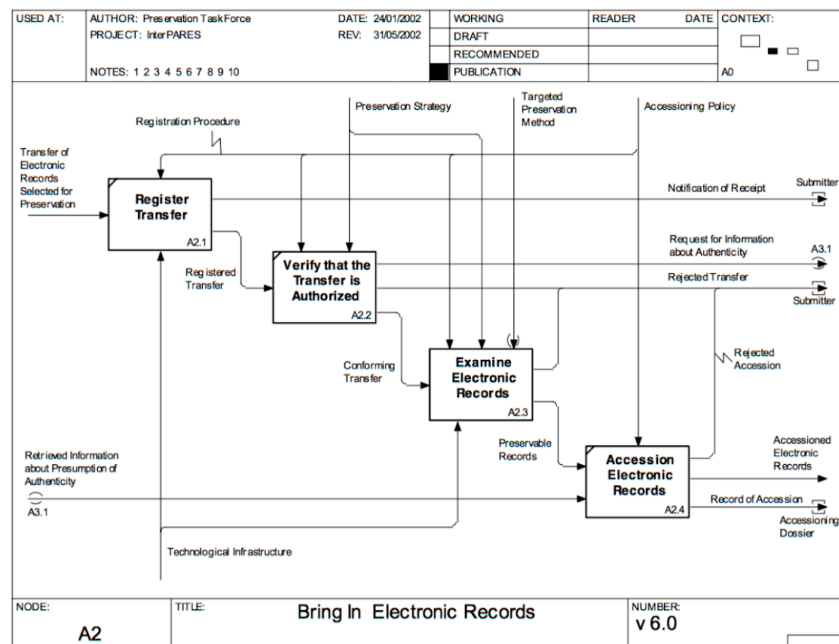 USED AT:
AUTHOR: Preservation Task Force
DATE: 24/01/2002
WORKING
READER
DATE
CONTEXT:
PROJECT: InterPARES
REV: 31/05/2002
DRAFT
RECOMMENDED
NOTES: 1 2 3 4 5 6 7 8 9 10
PUBLICATION
A0
Preservation Strategy
Targeted
Preservation
Method
Accessioning Policy
Registration Procedure
Transfer of
Electronic
Records
Selected for
Preservation
Register
Transfer
A2.1
Notification of Receipt
Submitter
Registered
Transfer
Verify that the
Transfer is
Authorized
A2.2
Request for Information
about Authenticity
A3.1
Rejected Transfer
Submitter
Conforming
Transfer
Examine
Electronic
Records
A2.3
Rejected
Accession
Preservable
Records
Retrieved Information
about Presumption of
Authenticity
A3.1
Accession
Electronic
Records
A2.4
Accessioned
Electronic
Records
Record of Accession
Accessioning
Dossier
Technological Infrastructure
NODE:
A2
TITLE:
Bring In Electronic Records
NUMBER:
v 6.0